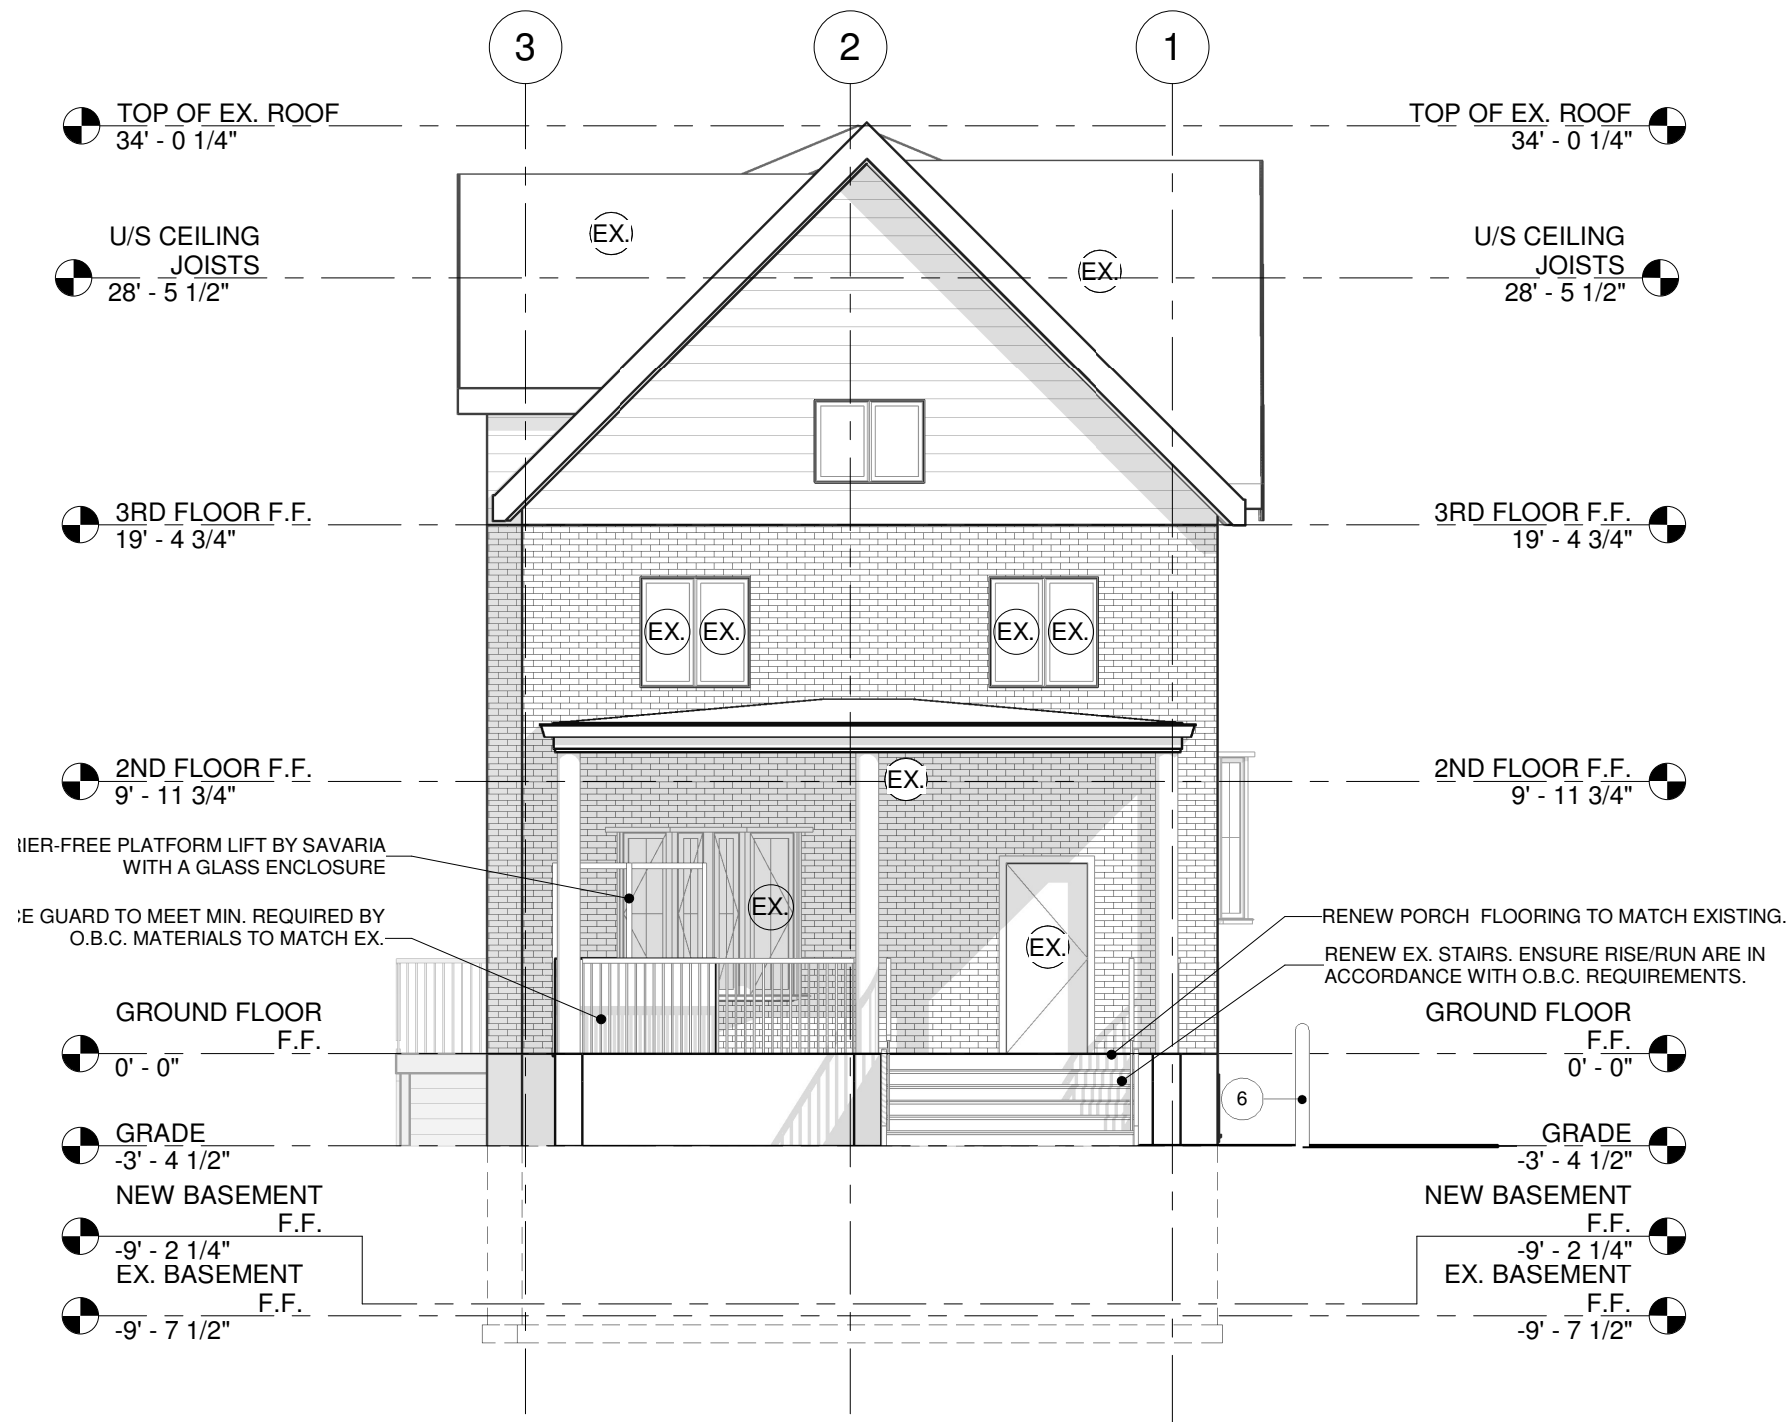 3
2
1
TOP OF EX. ROOF
34' - 0 1/4"
TOP OF EX. ROOF
34' - 0 1/4"
U/S CEILING
JOISTS
28' - 5 1/2"
EX.
EX.
U/S CEILING
JOISTS
28' - 5 1/2"
3RD FLOOR F.F.
19' - 4 3/4"
3RD FLOOR F.F.
19' - 4 3/4"
EX.
EX.
EX.
EX.
2ND FLOOR F.F.
9' - 11 3/4"
EX.
2ND FLOOR F.F.
9' - 11 3/4"
PLATFORM LIFT BY SAVARIA
WITH A GLASS ENCLOSURE
GUARD TO MEET MIN. REQUIRED BY
O.B.C. MATERIALS TO MATCH EX.
EX.
EX.
RENEW PORCH FLOORING TO MATCH EXISTING.
RENEW EX. STAIRS. ENSURE RISE/RUN ARE IN
ACCORDANCE WITH O.B.C. REQUIREMENTS.
GROUND FLOOR
F.F.
0' - 0"
GROUND FLOOR
F.F.
0' - 0"
6
GRADE
-3' - 4 1/2"
GRADE
-3' - 4 1/2"
NEW BASEMENT
F.F.
-9' - 2 1/4"
NEW BASEMENT
F.F.
-9' - 2 1/4"
EX. BASEMENT
F.F.
-9' - 7 1/2"
EX. BASEMENT
F.F.
-9' - 7 1/2"